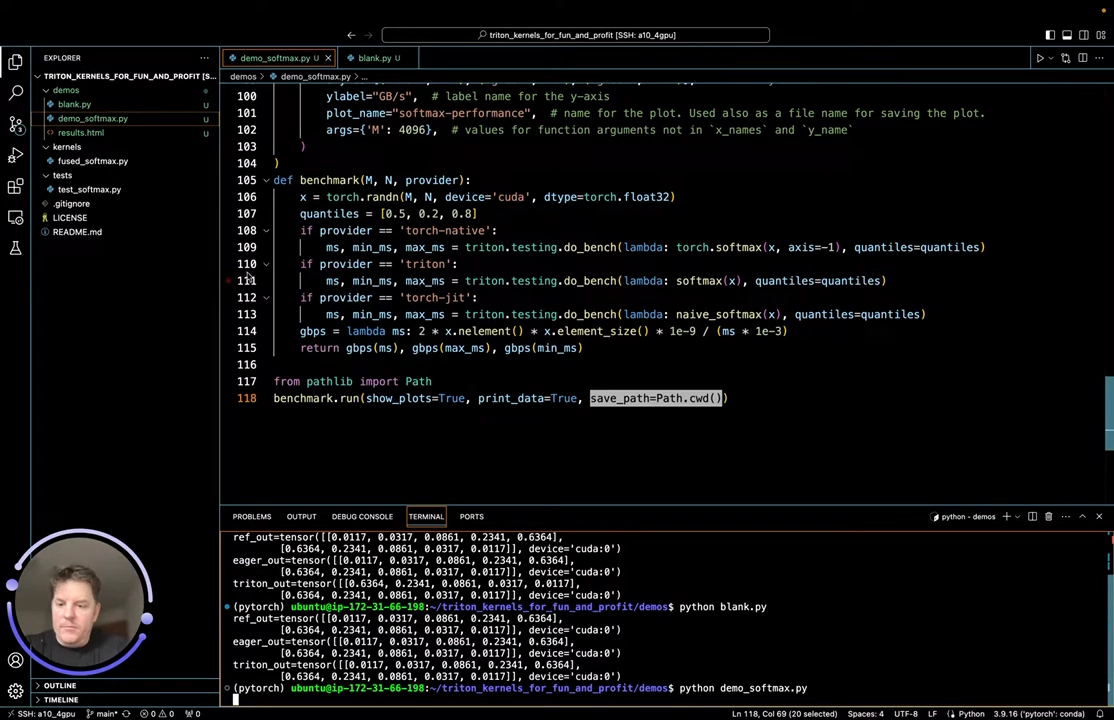 triton_kernels_for_fun_and_profit [SSH: a10_4gpu]
EXPLORER
demo_softmax.py U
blank.py U
TRITON_KERNELS_FOR_FUN_AND_PROFIT [S...
demos
blank.py U
demo_softmax.py U
results.html U
kernels
fused_softmax.py
tests
test_softmax.py
.gitignore
LICENSE
README.md
OUTLINE
TIMELINE
demos > demo_softmax.py > ...
100 ylabel="GB/s", # label name for the y-axis
101 plot_name="softmax-performance", # name for the plot. Used also as a file name for saving the plot.
102 args={'M': 4096}, # values for function arguments not in `x_names` and `y_name`
103 )
104 )
105 def benchmark(M, N, provider):
106 x = torch.randn(M, N, device='cuda', dtype=torch.float32)
107 quantiles = [0.5, 0.2, 0.8]
108 if provider == 'torch-native':
109 ms, min_ms, max_ms = triton.testing.do_bench(lambda: torch.softmax(x, axis=-1), quantiles=quantiles)
110 if provider == 'triton':
111 ms, min_ms, max_ms = triton.testing.do_bench(lambda: softmax(x), quantiles=quantiles)
112 if provider == 'torch-jit':
113 ms, min_ms, max_ms = triton.testing.do_bench(lambda: naive_softmax(x), quantiles=quantiles)
114 gbps = lambda ms: 2 * x.nelement() * x.element_size() * 1e-9 / (ms * 1e-3)
115 return gbps(ms), gbps(max_ms), gbps(min_ms)
116
117 from pathlib import Path
118 benchmark.run(show_plots=True, print_data=True, save_path=Path.cwd())
PROBLEMS OUTPUT DEBUG CONSOLE TERMINAL PORTS
python - demos
ref_out=tensor([[0.0117, 0.0317, 0.0861, 0.2341, 0.6364],
[0.6364, 0.2341, 0.0861, 0.0317, 0.0117]], device='cuda:0')
eager_out=tensor([[0.0117, 0.0317, 0.0861, 0.2341, 0.6364],
[0.6364, 0.2341, 0.0861, 0.0317, 0.0117]], device='cuda:0')
triton_out=tensor([[0.6364, 0.2341, 0.0861, 0.0317, 0.0117],
[0.0117, 0.0317, 0.0861, 0.2341, 0.6364]], device='cuda:0')
(pytorch) ubuntu@ip-172-31-66-198:~/triton_kernels_for_fun_and_profit/demos$ python blank.py
ref_out=tensor([[0.0117, 0.0317, 0.0861, 0.2341, 0.6364],
[0.6364, 0.2341, 0.0861, 0.0317, 0.0117]], device='cuda:0')
eager_out=tensor([[0.0117, 0.0317, 0.0861, 0.2341, 0.6364],
[0.6364, 0.2341, 0.0861, 0.0317, 0.0117]], device='cuda:0')
triton_out=tensor([[0.0117, 0.0317, 0.0861, 0.2341, 0.6364],
[0.6364, 0.2341, 0.0861, 0.0317, 0.0117]], device='cuda:0')
(pytorch) ubuntu@ip-172-31-66-198:~/triton_kernels_for_fun_and_profit/demos$ python demo_softmax.py
SSH: a10_4gpu main* 0 0 0 Ln 118, Col 69 (20 selected) Spaces: 4 UTF-8 LF Python 3.9.16 ('pytorch': conda)